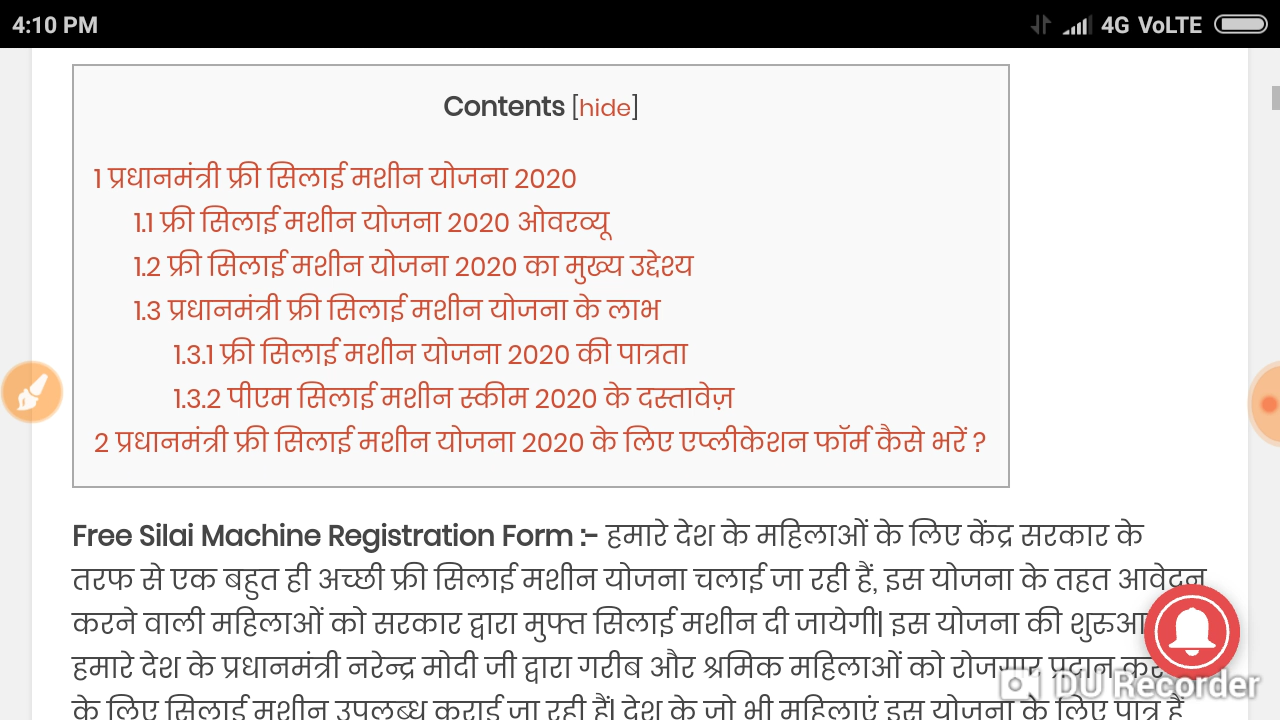 4:10 PM
4G VoLTE
Contents [hide]
1 प्रधानमंत्री फ्री सिलाई मशीन योजना 2020
1.1 फ्री सिलाई मशीन योजना 2020 ओवरव्यू
1.2 फ्री सिलाई मशीन योजना 2020 का मुख्य उद्देश्य
1.3 प्रधानमंत्री फ्री सिलाई मशीन योजना के लाभ
1.3.1 फ्री सिलाई मशीन योजना 2020 की पात्रता
1.3.2 पीएम सिलाई मशीन स्कीम 2020 के दस्तावेज़
2 प्रधानमंत्री फ्री सिलाई मशीन योजना 2020 के लिए एप्लीकेशन फॉर्म कैसे भरें ?
Free Silai Machine Registration Form :- हमारे देश के महिलाओं के लिए केंद्र सरकार के
तरफ से एक बहुत ही अच्छी फ्री सिलाई मशीन योजना चलाई जा रही हैं, इस योजना के तहत आवेदन
करने वाली महिलाओं को सरकार द्वारा मुफ्त सिलाई मशीन दी जायेगी| इस योजना की
हमारे देश के प्रधानमंत्री नरेन्द्र मोदी जी द्वारा गरीब और श्रमिक महिलाओं को रोजगार प्रदान
के लिए सिलाई मशीन उपलब्ध कराई जा रही हैं| देश के जो भी महिलाएं इस योजना के लिए पात्र हैं
DU Recorder